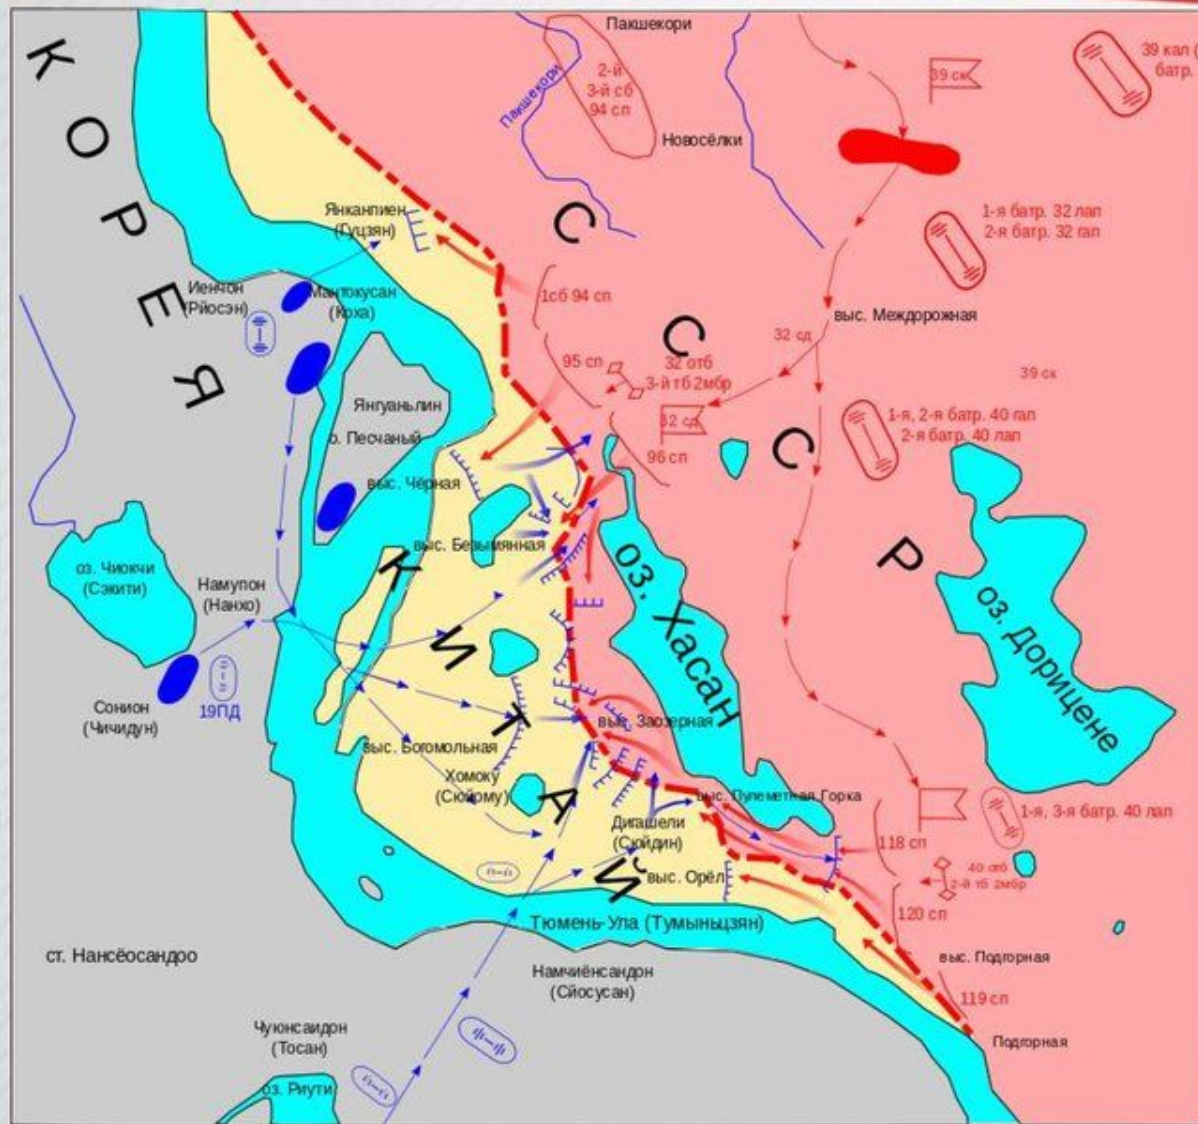 КОРЕЯ
Пакшекори
39 кал (
батр.
39 ск
2-й
3-й сб
94 сп
Пакшекори
Новосёлки
Янканпиен
(Гуцзян)
1-я батр. 32 лап
2-я батр. 32 гап
СССР
Иенчон
(Рйосэн)
Мантокусан
(Коха)
1сб 94 сп
выс. Междорожная
32 сд
95 сп
32 отб
3-й тб 2мбр
39 ск
Янгуаньлин
о. Песчаный
32 сд
1-я, 2-я батр. 40 гап
2-я батр. 40 лап
96 сп
выс. Чёрная
выс. Безымянная
КИТАЙ
оз. Хасан
оз. Дорицене
оз. Чиокчи
(Сэкити)
Намупон
(Нанхо)
Сонион
(Чичидун)
19ПД
выс. Заозерная
выс. Богомольная
Хомоку
(Сюйому)
выс. Пулеметная Горка
1-я, 3-я батр. 40 лап
Дигашели
(Сюйдин)
118 сп
выс. Орёл
40 отб
2-й тб 2мбр
120 сп
Тюмень-Ула (Тумыньцзян)
ст. Нансёосандоо
выс. Подгорная
Намчиёнсандон
(Сйосусан)
119 сп
Чуюнсаидон
(Тосан)
Подгорная
оз. Риути